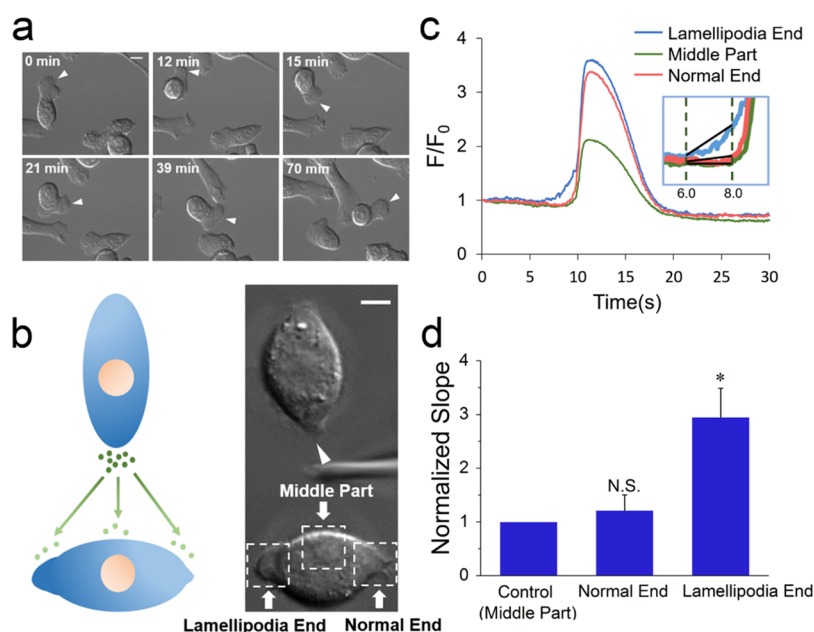 a
0 min
12 min
15 min
21 min
39 min
70 min
b
Middle Part
Lamellipodia End
Normal End
c
Lamellipodia End
Middle Part
Normal End
4
3
2
1
0
F/F0
6.0
8.0
0
5
10
15
20
25
30
Time(s)
d
Normalized Slope
4
3
2
1
0
N.S.
*
Control
(Middle Part)
Normal End
Lamellipodia End